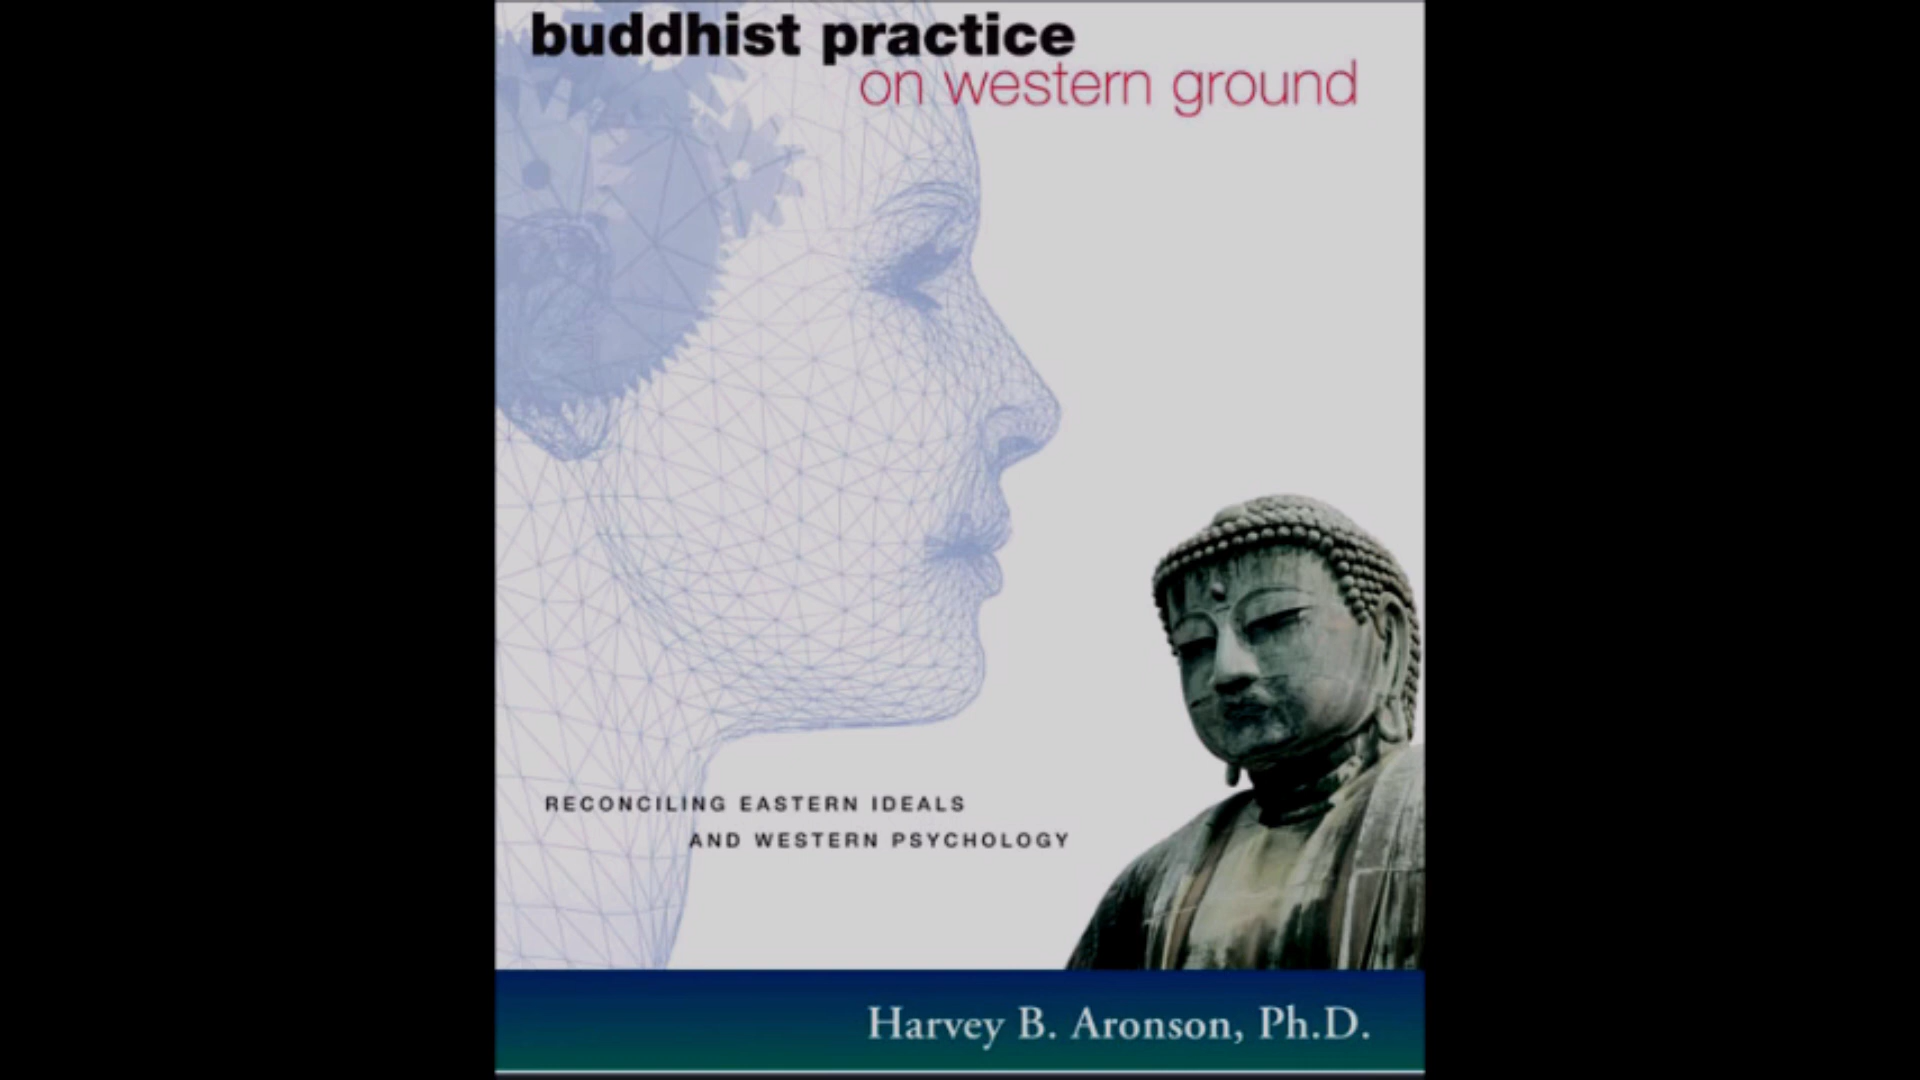 buddhist practice
on western ground
RECONCILING EASTERN IDEALS
AND WESTERN PSYCHOLOGY
Harvey B. Aronson, Ph.D.